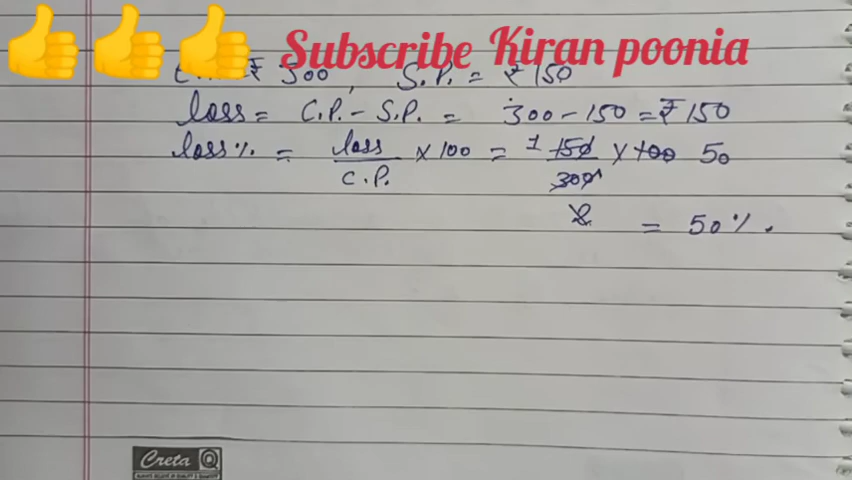 Subscribe Kiran poonia
₹ 300, S.P. = ₹ 150
loss = C.P. - S.P. = 300 - 150 = ₹ 150
loss % = loss/C.P. × 100 = 1 150/300 × 100 50
2 = 50 %.
Creta